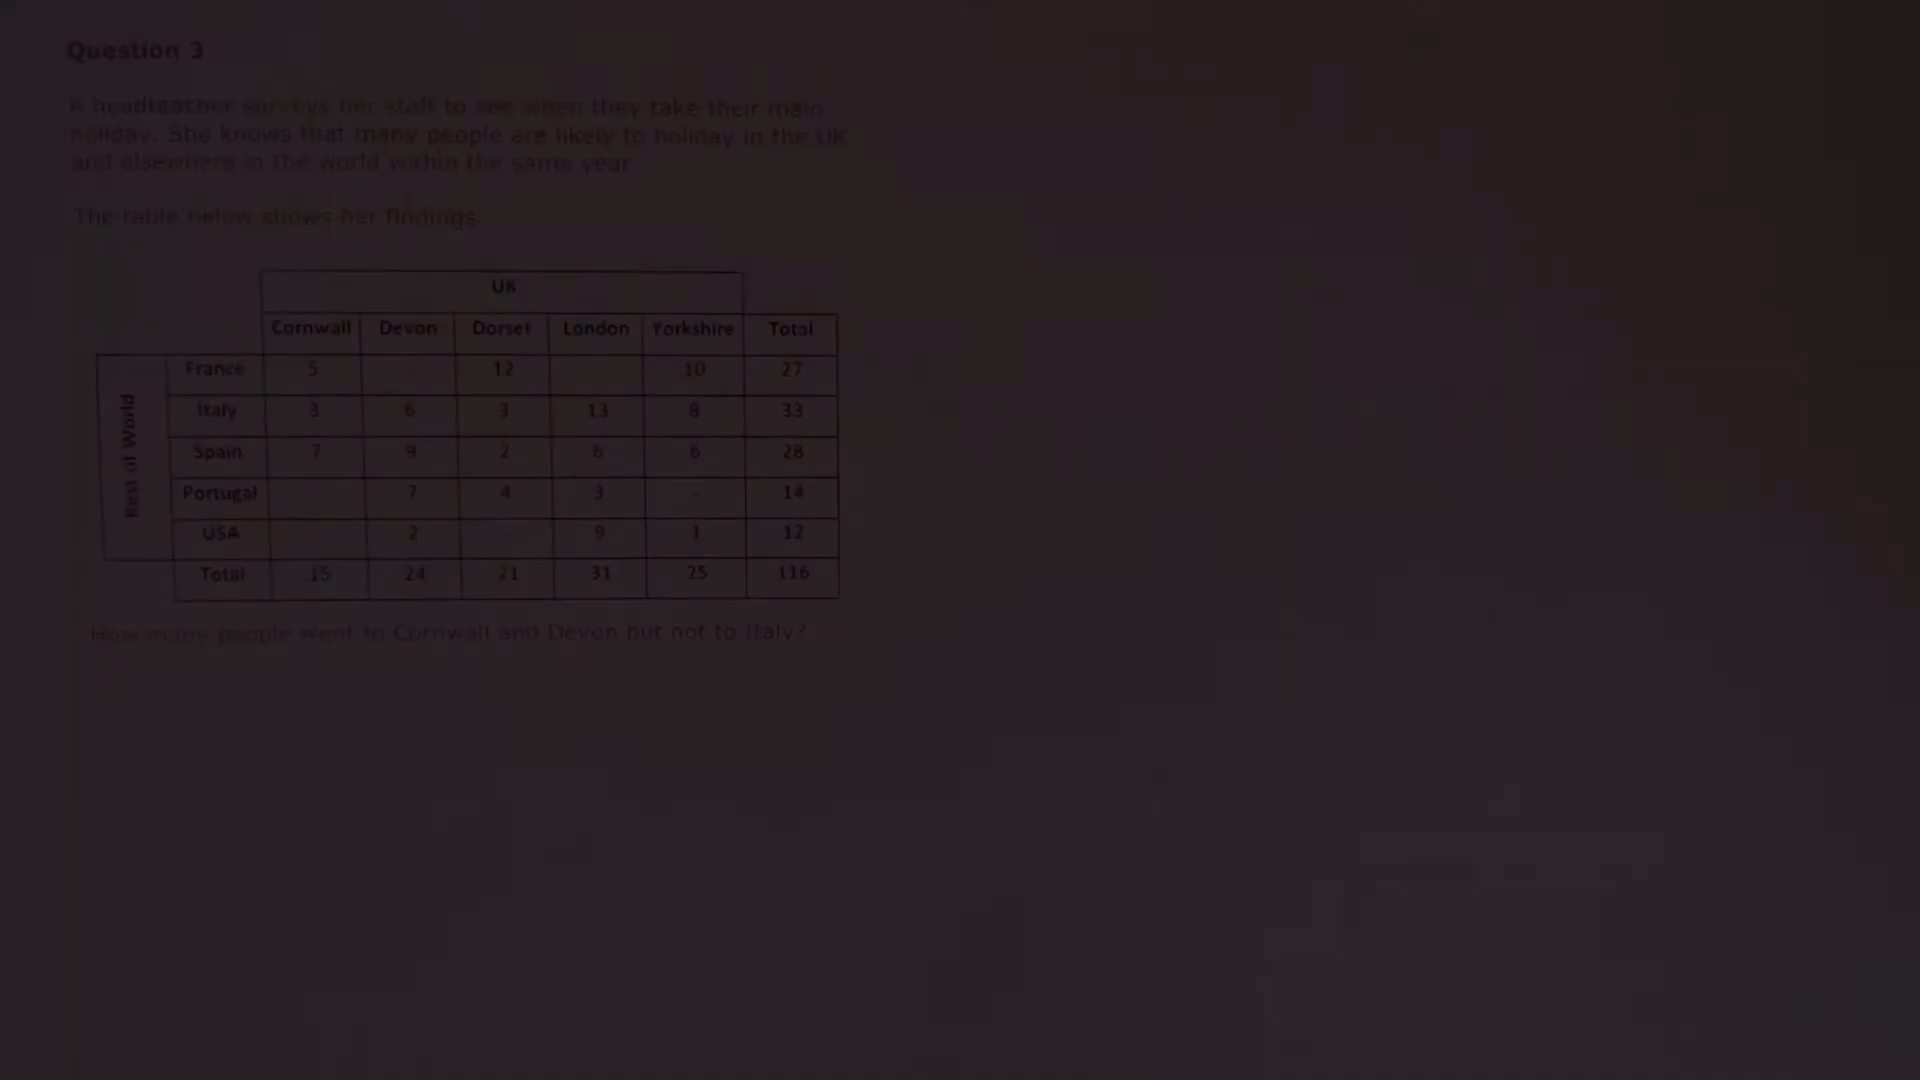 Question 3
A headteacher surveys her staff to see when they take their main
holiday. She knows that many people are likely to holiday in the UK
and elsewhere in the world within the same year
The table below shows her findings
UK
Cornwall Devon Dorset London Yorkshire Total
Rest of World
France 5 12 10 27
Italy 3 6 3 13 8 33
Spain 7 9 2 6 6 28
Portugal 7 4 3 - 14
USA 2 9 1 12
Total 15 24 21 31 25 116
How many people went to Cornwall and Devon but not to Italy?